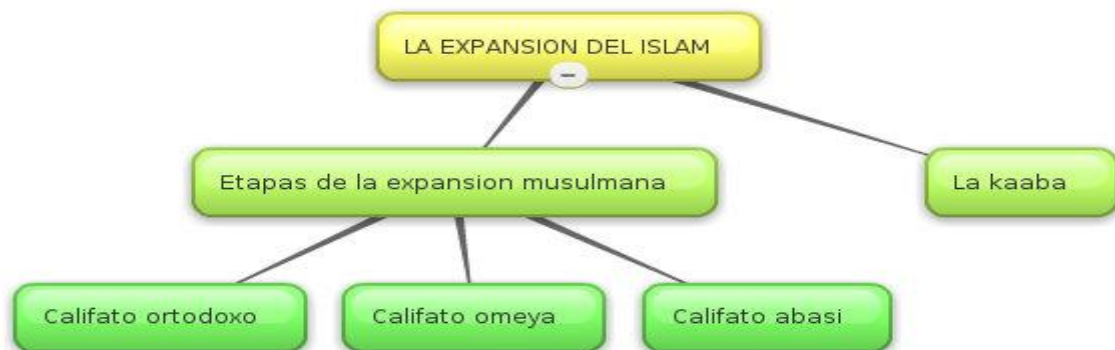 LA EXPANSION DEL ISLAM
Etapas de la expansion musulmana
La kaaba
Califato ortodoxo
Califato omeya
Califato abasi